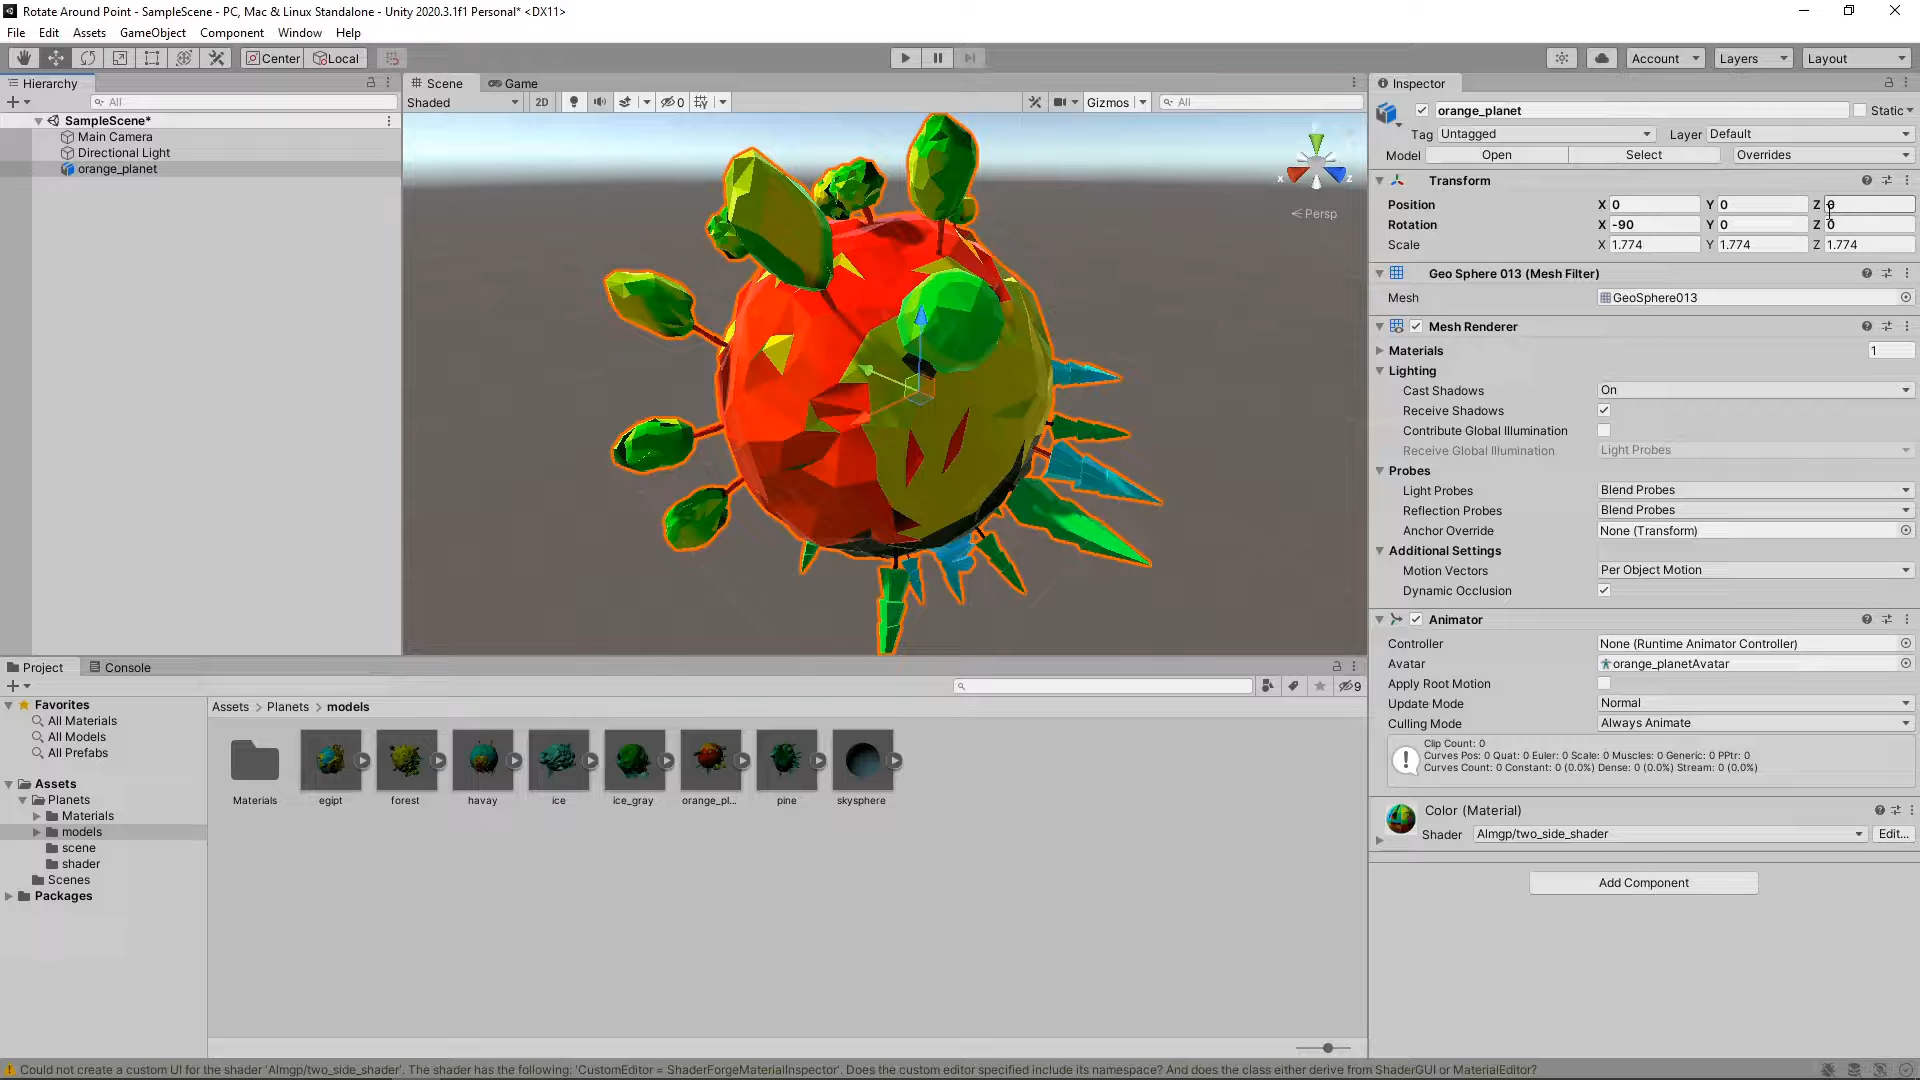 Rotate Around Point - SampleScene - PC, Mac & Linux Standalone - Unity 2020.3.1f1 Personal* <DX11>
File Edit Assets GameObject Component Window Help
Center Local Account Layers Layout
Hierarchy
All
SampleScene*
Main Camera
Directional Light
orange_planet
Scene Game
Shaded 2D 0 Gizmos All
x z
Persp
Inspector
orange_planet Static
Tag Untagged Layer Default
Model Open Select Overrides
Transform
Position X 0 Y 0 Z 0
Rotation X -90 Y 0 Z 0
Scale X 1.774 Y 1.774 Z 1.774
Geo Sphere 013 (Mesh Filter)
Mesh GeoSphere013
Mesh Renderer
Materials 1
Lighting
Cast Shadows On
Receive Shadows
Contribute Global Illumination
Receive Global Illumination Light Probes
Probes
Light Probes Blend Probes
Reflection Probes Blend Probes
Anchor Override None (Transform)
Additional Settings
Motion Vectors Per Object Motion
Dynamic Occlusion
Animator
Controller None (Runtime Animator Controller)
Avatar orange_planetAvatar
Apply Root Motion
Update Mode Normal
Culling Mode Always Animate
Clip Count: 0
Curves Pos: 0 Quat: 0 Euler: 0 Scale: 0 Muscles: 0 Generic: 0 PPtr: 0
Curves Count: 0 Constant: 0 (0.0%) Dense: 0 (0.0%) Stream: 0 (0.0%)
Color (Material)
Shader Almgp/two_side_shader Edit...
Add Component
Project Console
9
Favorites
All Materials
All Models
All Prefabs
Assets
Planets
Materials
models
scene
shader
Scenes
Packages
Assets > Planets > models
Materials egipt forest havay ice ice_gray orange_pl... pine skysphere
Could not create a custom UI for the shader 'Almgp/two_side_shader'. The shader has the following: 'CustomEditor = ShaderForgeMaterialInspector'. Does the custom editor specified include its namespace? And does the class either derive from ShaderGUI or MaterialEditor?